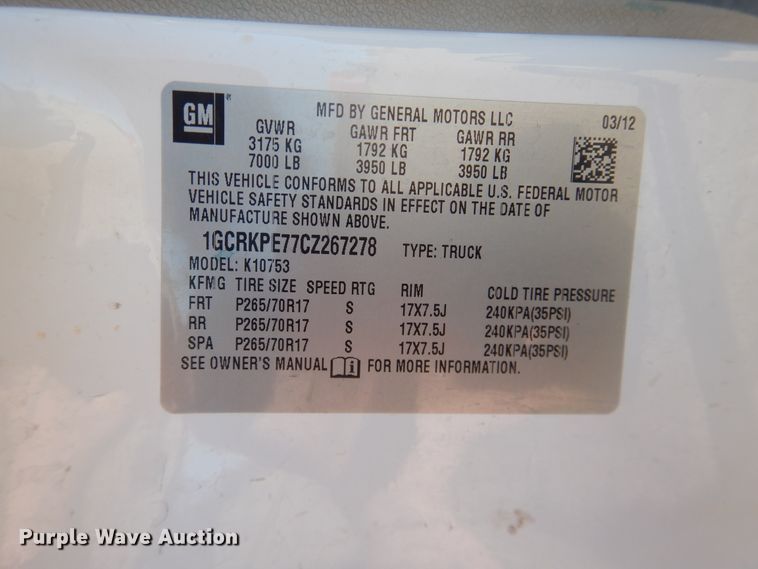 GM
MFD BY GENERAL MOTORS LLC 03/12
GVWR GAWR FRT GAWR RR
3175 KG 1792 KG 1792 KG
7000 LB 3950 LB 3950 LB
THIS VEHICLE CONFORMS TO ALL APPLICABLE U.S. FEDERAL MOTOR
VEHICLE SAFETY STANDARDS IN EFFECT ON THE DATE OF
MANUFACTURE SHOWN ABOVE.
1GCRKPE77CZ267278 TYPE: TRUCK
MODEL: K10753
KFMG TIRE SIZE SPEED RTG RIM COLD TIRE PRESSURE
FRT P265/70R17 S 17X7.5J 240KPA(35PSI)
RR P265/70R17 S 17X7.5J 240KPA(35PSI)
SPA P265/70R17 S 17X7.5J 240KPA(35PSI)
SEE OWNER'S MANUAL i FOR MORE INFORMATION.
Purple Wave Auction